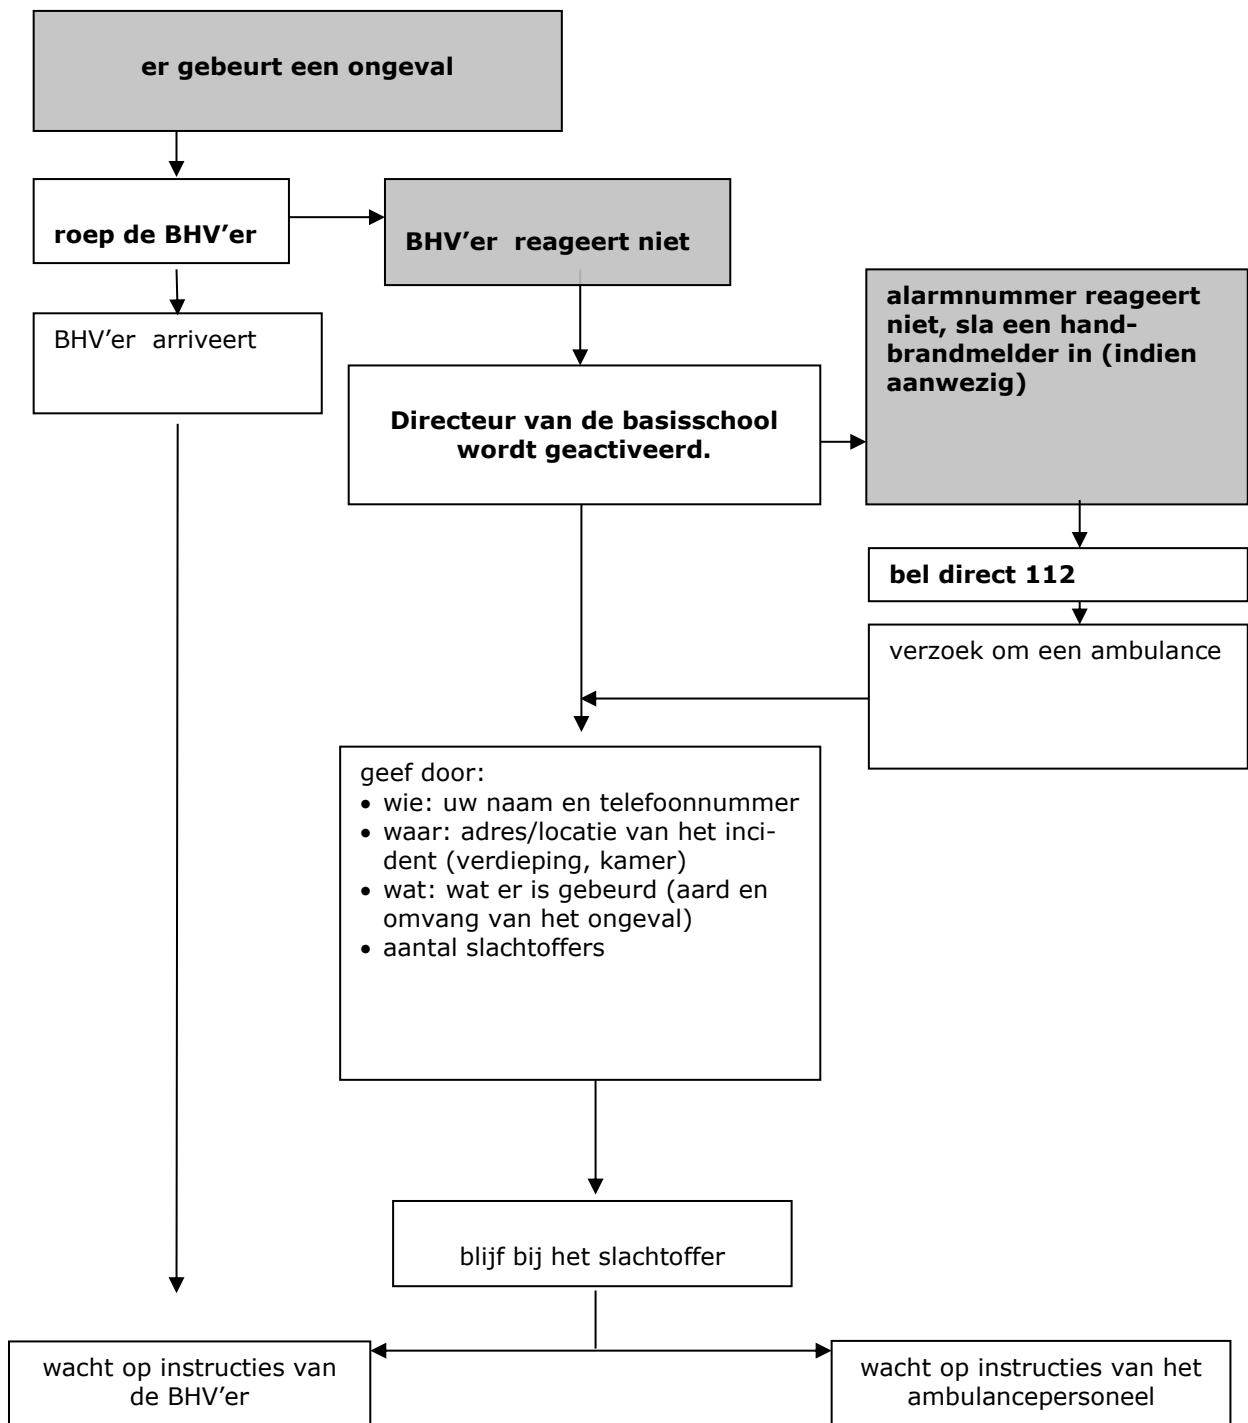 er gebeurt een ongeval
roep de BHV’er
BHV’er  reageert niet
BHV’er  arriveert
alarmnummer reageert
niet, sla een hand-
brandmelder in (indien
aanwezig)
Directeur van de basisschool
wordt geactiveerd.
bel direct 112
verzoek om een ambulance
geef door:
• wie: uw naam en telefoonnummer
• waar: adres/locatie van het inci-
dent (verdieping, kamer)
• wat: wat er is gebeurd (aard en
omvang van het ongeval)
• aantal slachtoffers
blijf bij het slachtoffer
wacht op instructies van
de BHV’er
wacht op instructies van het
ambulancepersoneel